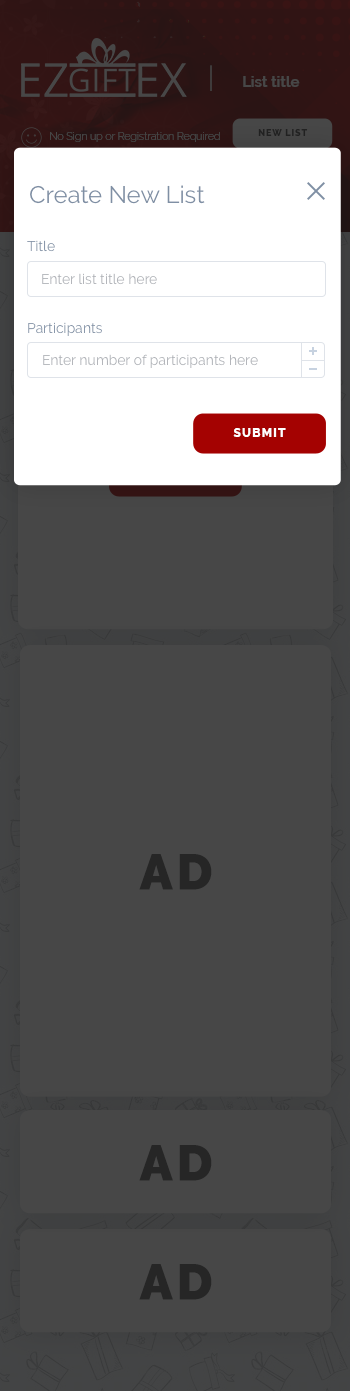 EZGIFTEX
List title
No Sign up or Registration Required
NEW LIST
Create New List
Title
Enter list title here
Participants
Enter number of participants here
SUBMIT
AD
AD
AD